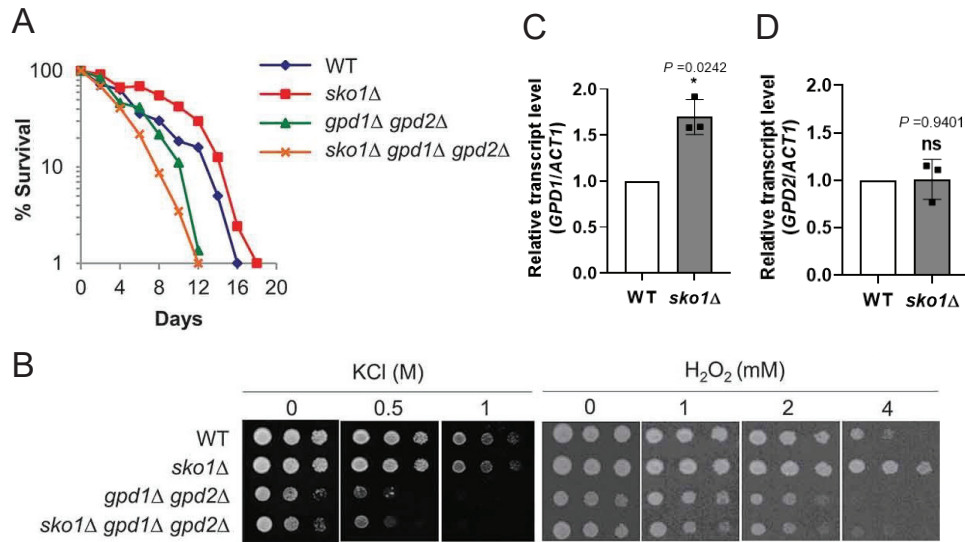 A
% Survival
100
10
1
0 4 8 12 16 20
Days
WT
sko1Δ
gpd1Δ gpd2Δ
sko1Δ gpd1Δ gpd2Δ
C
Relative transcript level
(GPD1/ACT1)
P =0.0242
*
2.0
1.5
1.0
0.5
0.0
WT sko1Δ
D
Relative transcript level
(GPD2/ACT1)
P =0.9401
ns
2.0
1.5
1.0
0.5
0.0
WT sko1Δ
B
KCl (M)
0 0.5 1
H₂O₂ (mM)
0 1 2 4
WT
sko1Δ
gpd1Δ gpd2Δ
sko1Δ gpd1Δ gpd2Δ